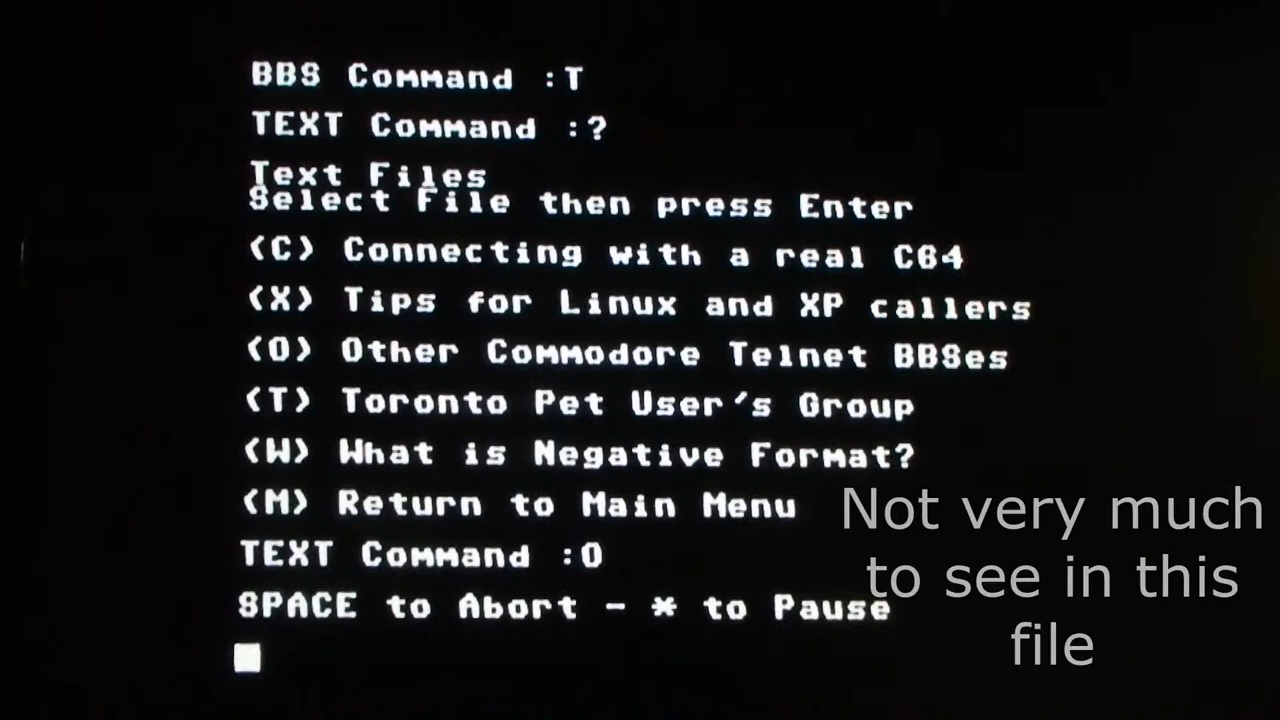 BBS Command :T
TEXT Command :?
Text Files
Select File then press Enter
(C) Connecting with a real C64
(X) Tips for Linux and XP callers
(O) Other Commodore Telnet BBSes
(T) Toronto Pet User's Group
(W) What is Negative Format?
(M) Return to Main Menu
TEXT Command :O
SPACE to Abort - * to Pause
Not very much
to see in this
file